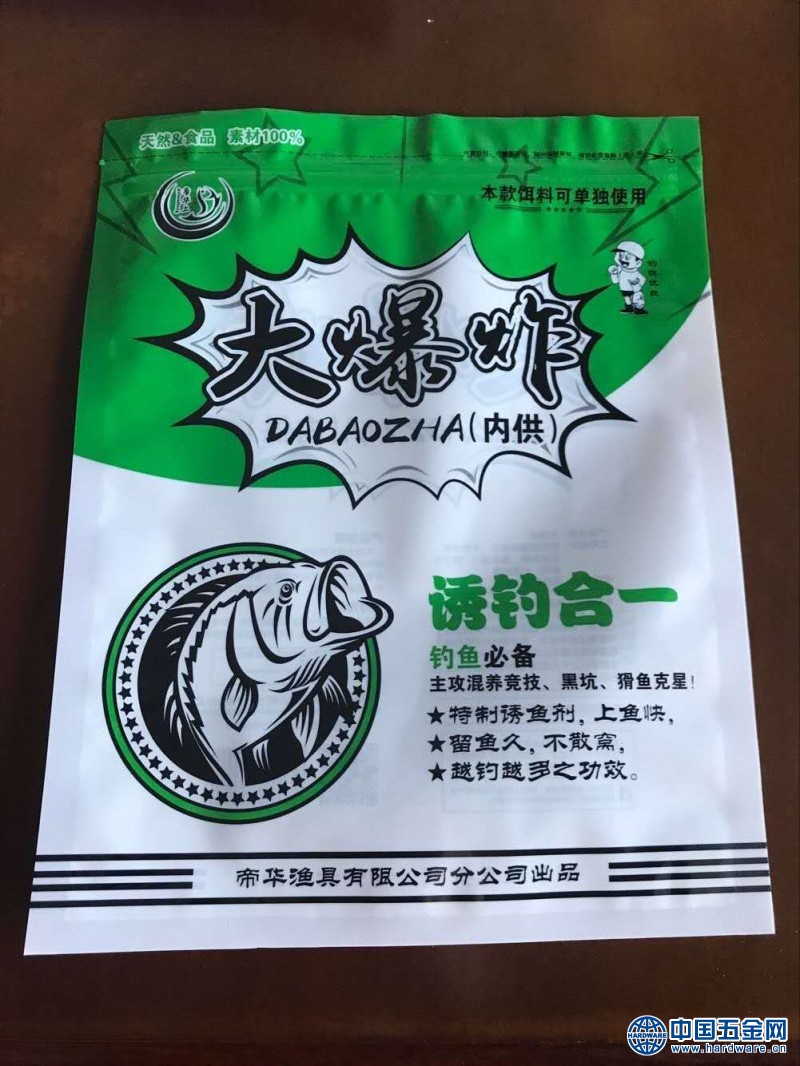 天然&食品 素材100%
本款饵料可单独使用
大爆炸
DABAOZHA(内供)
诱钓合一
钓鱼必备
主攻混养竞技、黑坑、猾鱼克星!
★特制诱鱼剂,上鱼快,
★留鱼久,不散窝,
★越钓越多之功效。
帝华渔具有限公司分公司出品
中国五金网
HARDWARE
www.hardware.com.cn